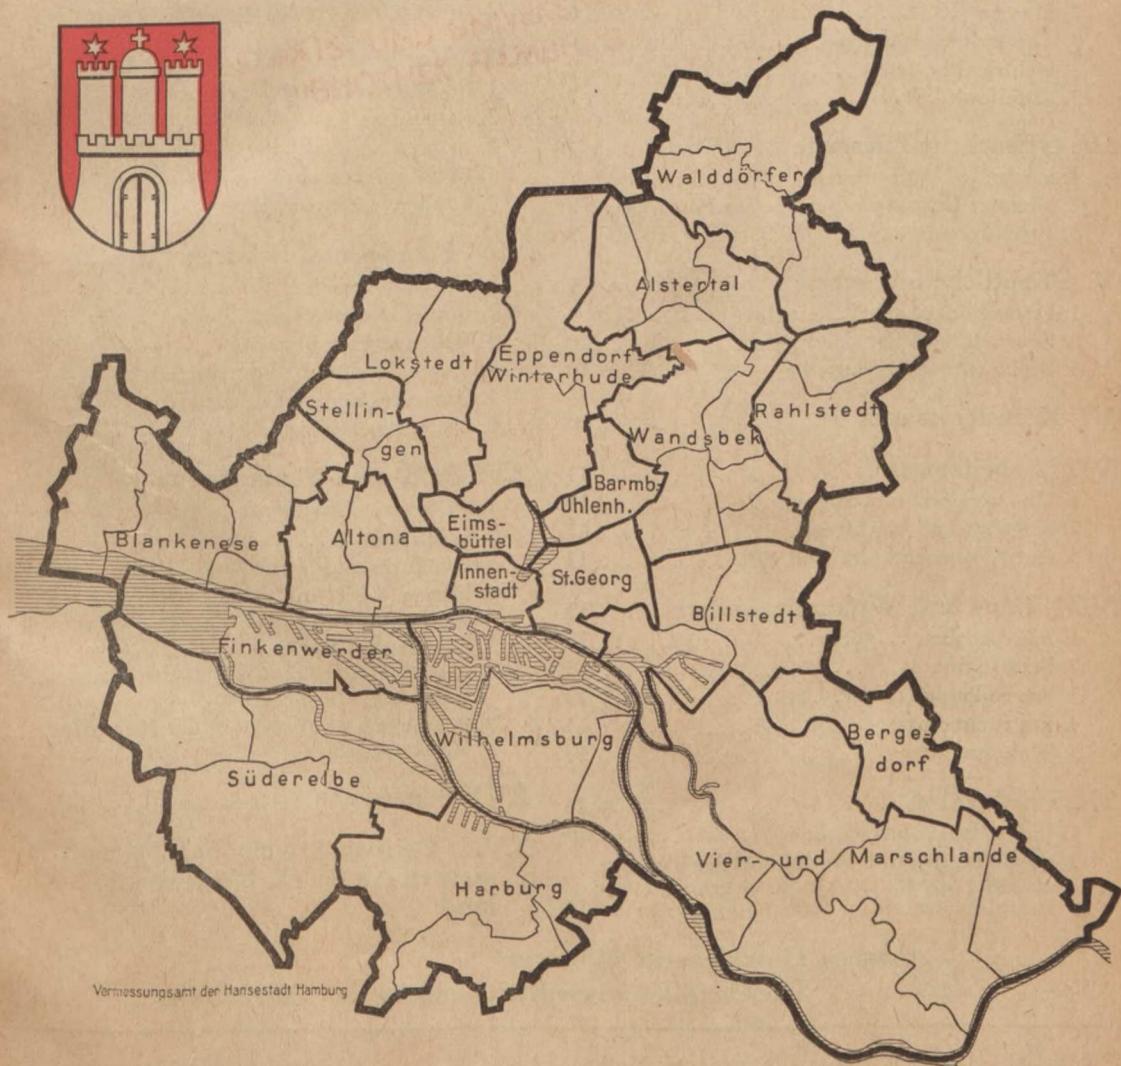 Walddörfer
Alstertal
Lokstedt
Eppendorf-
Winterhude
Stellin-
gen
Rahlstedt
Wandsbek
Barmb.-
Uhlenh.
Blankenese
Altona
Eims-
büttel
Innen-
stadt
St.Georg
Billstedt
Finkenwerder
Wilhelmsburg
Berge-
dorf
Süderelbe
Vier- und Marschlande
Harburg
Vermessungsamt der Hansestadt Hamburg